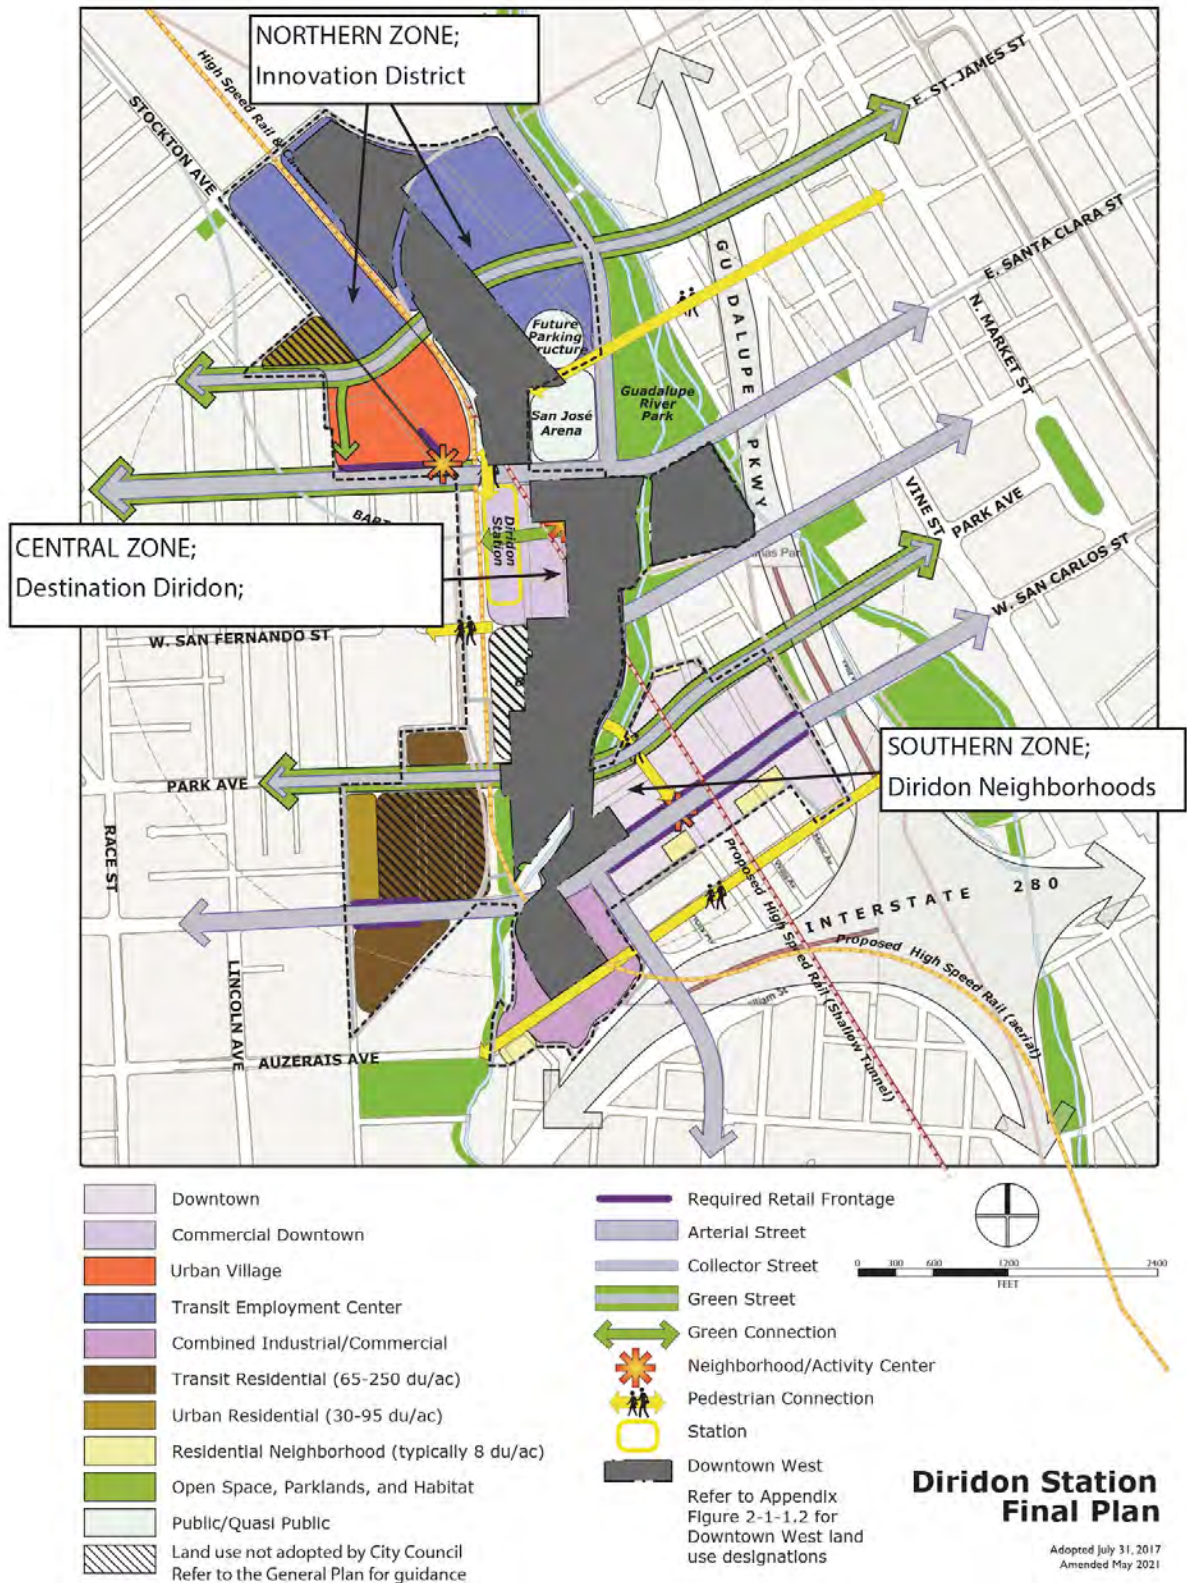 NORTHERN ZONE;
Innovation District
High Speed Rail &
STOCKTON AVE
E. ST. JAMES ST
GUADALUPE PKWY
E. SANTA CLARA ST
N. MARKET ST
Future
Parking
Structure
San José
Arena
Guadalupe
River
Park
VINE ST
PARK AVE
W. SAN CARLOS ST
Diridon
Station
CENTRAL ZONE;
Destination Diridon;
W. SAN FERNANDO ST
SOUTHERN ZONE;
Diridon Neighborhoods
PARK AVE
RACE ST
LINCOLN AVE
AUZERAIS AVE
INTERSTATE 280
Proposed High Speed Rail (Shallow Tunnel)
Proposed High Speed Rail (aerial)
Downtown
Commercial Downtown
Urban Village
Transit Employment Center
Combined Industrial/Commercial
Transit Residential (65-250 du/ac)
Urban Residential (30-95 du/ac)
Residential Neighborhood (typically 8 du/ac)
Open Space, Parklands, and Habitat
Public/Quasi Public
Land use not adopted by City Council
Refer to the General Plan for guidance
Required Retail Frontage
Arterial Street
Collector Street
Green Street
Green Connection
Neighborhood/Activity Center
Pedestrian Connection
Station
Downtown West
Refer to Appendix
Figure 2-1-1.2 for
Downtown West land
use designations
0 300 600 1200 2400
FEET
Diridon Station
Final Plan
Adopted July 31, 2017
Amended May 2021